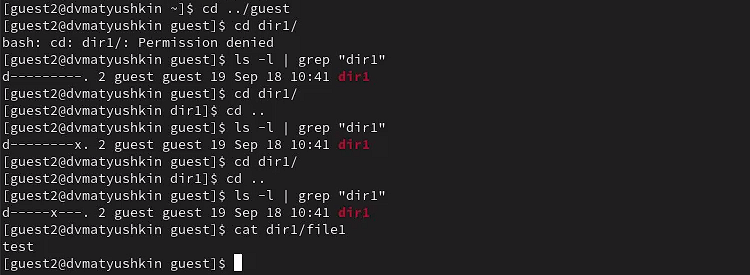 [guest2@dvmatyushkin ~]$ cd ../guest
[guest2@dvmatyushkin guest]$ cd dir1/
bash: cd: dir1/: Permission denied
[guest2@dvmatyushkin guest]$ ls -l | grep "dir1"
d---------. 2 guest guest 19 Sep 18 10:41 dir1
[guest2@dvmatyushkin guest]$ cd dir1/
[guest2@dvmatyushkin dir1]$ cd ..
[guest2@dvmatyushkin guest]$ ls -l | grep "dir1"
d--------x. 2 guest guest 19 Sep 18 10:41 dir1
[guest2@dvmatyushkin guest]$ cd dir1/
[guest2@dvmatyushkin dir1]$ cd ..
[guest2@dvmatyushkin guest]$ ls -l | grep "dir1"
d-----x---. 2 guest guest 19 Sep 18 10:41 dir1
[guest2@dvmatyushkin guest]$ cat dir1/file1
test
[guest2@dvmatyushkin guest]$